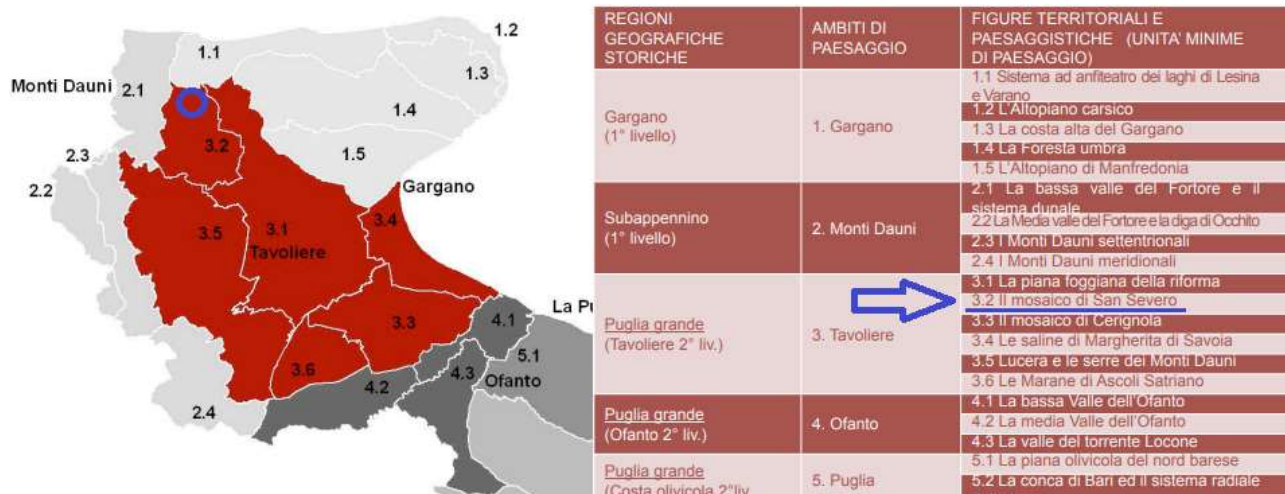 1.2
1.1
1.3
Monti Dauni
2.1
1.4
3.2
2.3
1.5
2.2
Gargano
3.4
3.5
3.1
Tavoliere
La
3.3
4.1
5.1
3.6
4.3
Ofanto
4.2
2.4
REGIONI GEOGRAFICHE STORICHE
AMBITI DI PAESAGGIO
FIGURE TERRITORIALI E PAESAGGISTICHE (UNITA' MINIME DI PAESAGGIO)
Gargano
(1° livello)
1. Gargano
1.1 Sistema ad anfiteatro dei laghi di Lesina
e Varano
1.2 L'Altopiano carsico
1.3 La costa alta del Gargano
1.4 La Foresta umbra
1.5 L'Altopiano di Manfredonia
Subappennino
(1° livello)
2. Monti Dauni
2.1 La bassa valle del Fortore e il
sistema dunale
2.2 La Media valle del Fortore e la diga di Occhito
2.3 I Monti Dauni settentrionali
2.4 I Monti Dauni meridionali
Puglia grande
(Tavoliere 2° liv.)
3. Tavoliere
3.1 La piana foggiana della riforma
3.2 Il mosaico di San Severo
3.3 Il mosaico di Cerignola
3.4 Le saline di Margherita di Savoia
3.5 Lucera e le serre dei Monti Dauni
3.6 Le Marane di Ascoli Satriano
Puglia grande
(Ofanto 2° liv.)
4. Ofanto
4.1 La bassa Valle dell'Ofanto
4.2 La media Valle dell'Ofanto
4.3 La valle del torrente Locone
Puglia grande
(Costa olivicola 2°liv
5. Puglia
5.1 La piana olivicola del nord barese
5.2 La conca di Bari ed il sistema radiale